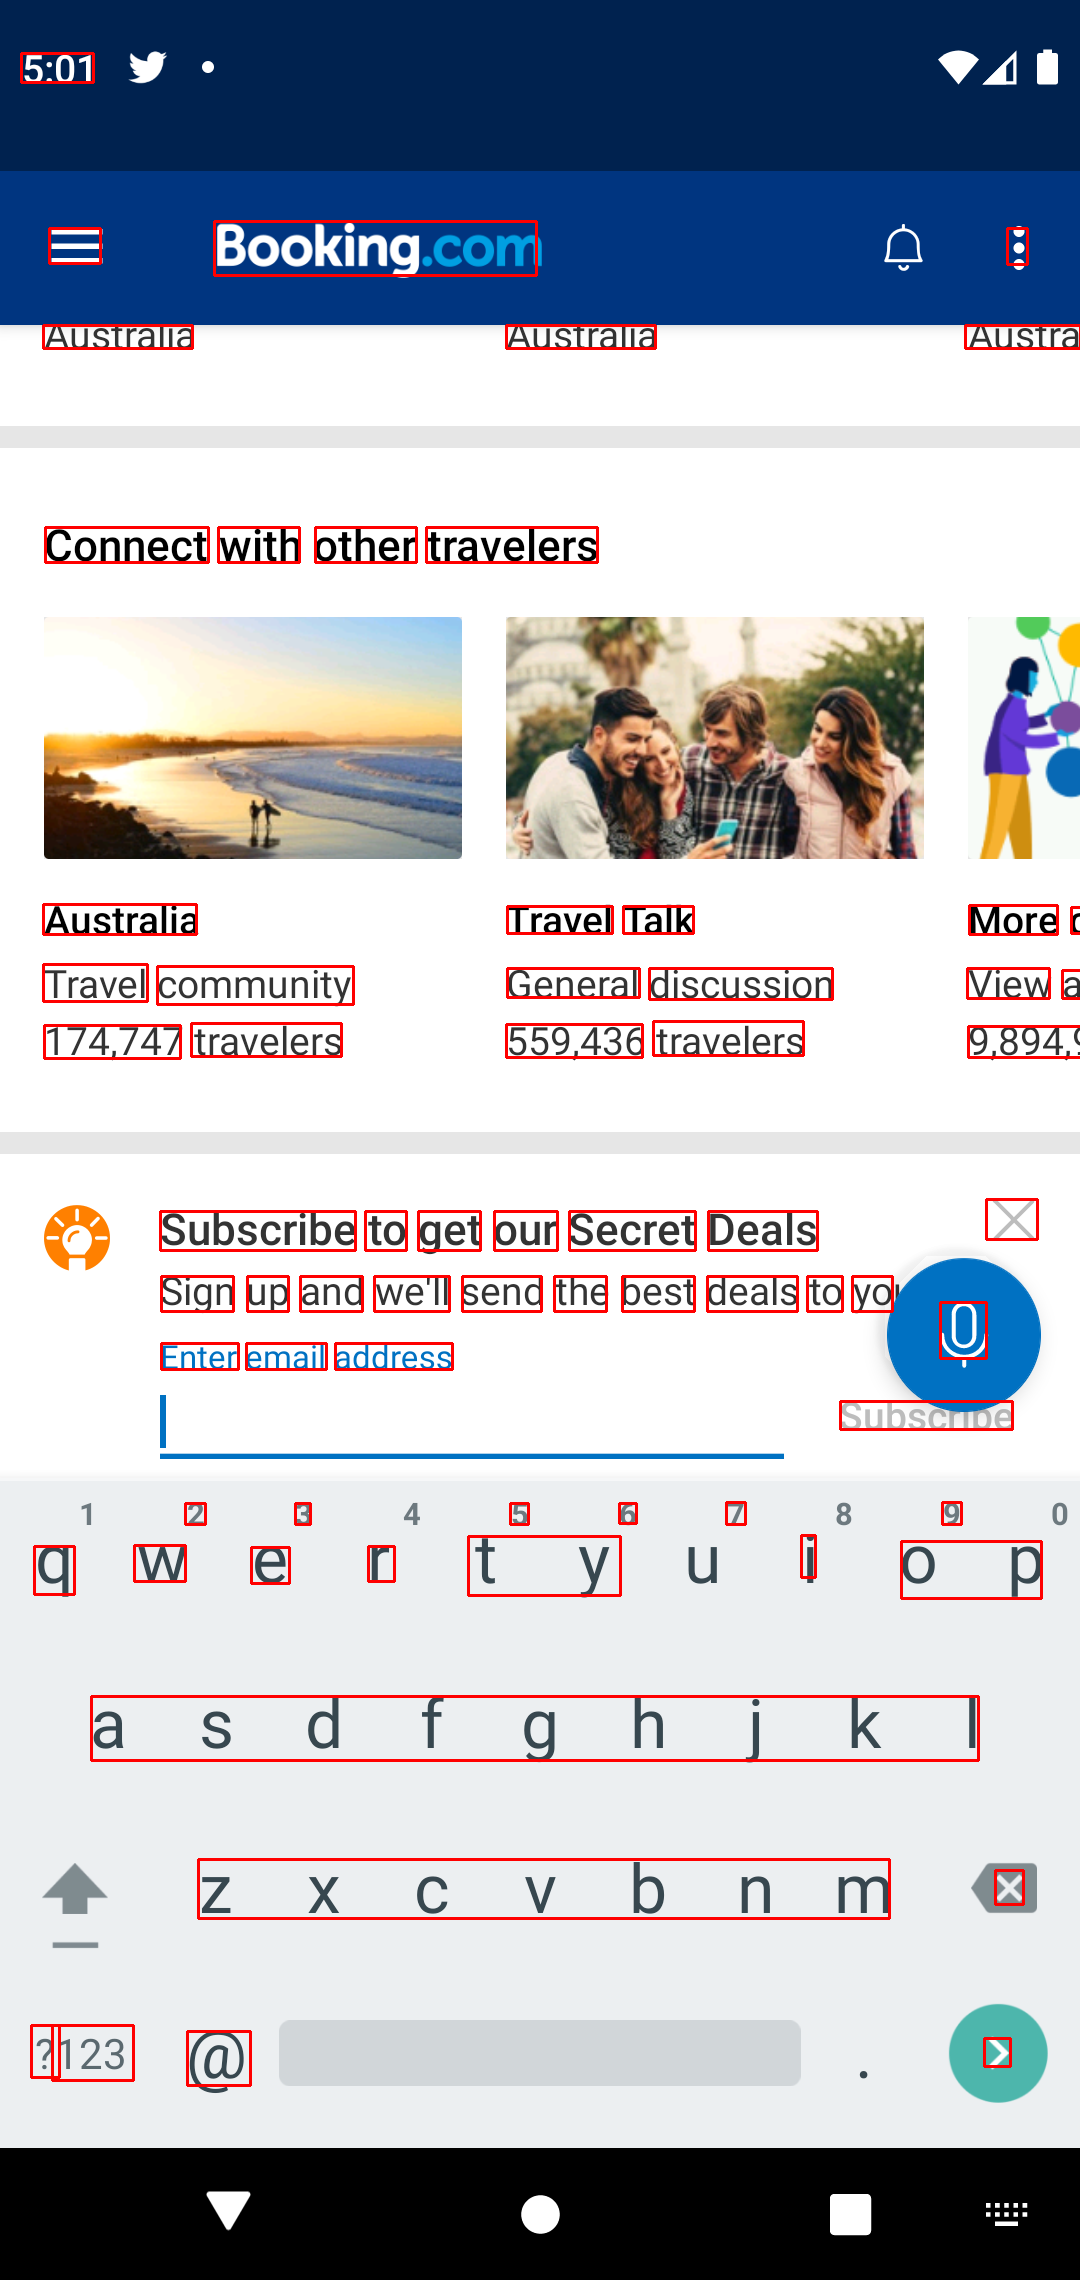 5:01
Booking.com
Australia Australia Austra
Connect with other travelers
Australia Travel Talk More
Travel community General discussion View
174,747 travelers 559,436 travelers 9,894,9
Subscribe to get our Secret Deals
Sign up and we'll send the best deals to you
Enter email address
Subscribe
1 2 3 4 5 6 7 8 9 0
q w e r t y u i o p
a s d f g h j k l
z x c v b n m
?123 @ .